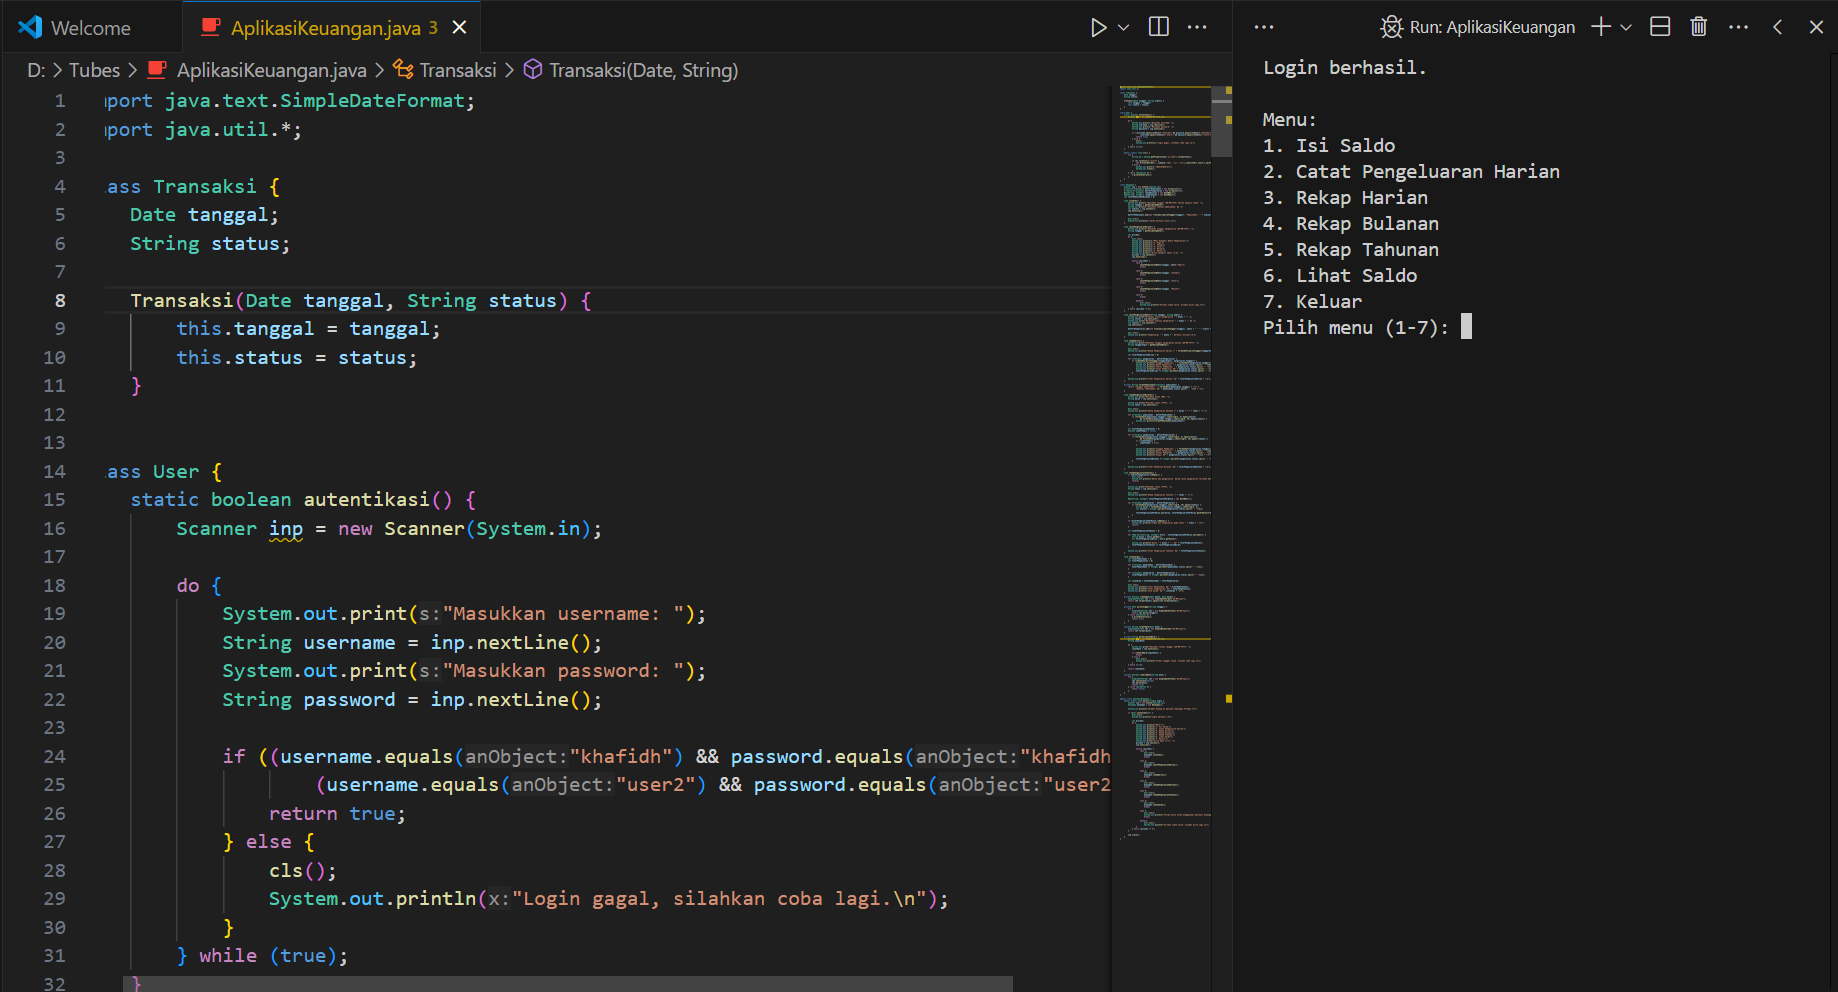 Welcome
AplikasiKeuangan.java 3
Run: AplikasiKeuangan
D: > Tubes > AplikasiKeuangan.java > Transaksi > Transaksi(Date, String)
1 port java.text.SimpleDateFormat;
2 port java.util.*;
3
4 ass Transaksi {
5 Date tanggal;
6 String status;
7
8 Transaksi(Date tanggal, String status) {
9 this.tanggal = tanggal;
10 this.status = status;
11 }
12
13
14 ass User {
15 static boolean autentikasi() {
16 Scanner inp = new Scanner(System.in);
17
18 do {
19 System.out.print(s:"Masukkan username: ");
20 String username = inp.nextLine();
21 System.out.print(s:"Masukkan password: ");
22 String password = inp.nextLine();
23
24 if ((username.equals(anObject:"khafidh") && password.equals(anObject:"khafidh
25 (username.equals(anObject:"user2") && password.equals(anObject:"user2
26 return true;
27 } else {
28 cls();
29 System.out.println(x:"Login gagal, silahkan coba lagi.\n");
30 }
31 } while (true);
32 }
Login berhasil.
Menu:
1. Isi Saldo
2. Catat Pengeluaran Harian
3. Rekap Harian
4. Rekap Bulanan
5. Rekap Tahunan
6. Lihat Saldo
7. Keluar
Pilih menu (1-7):